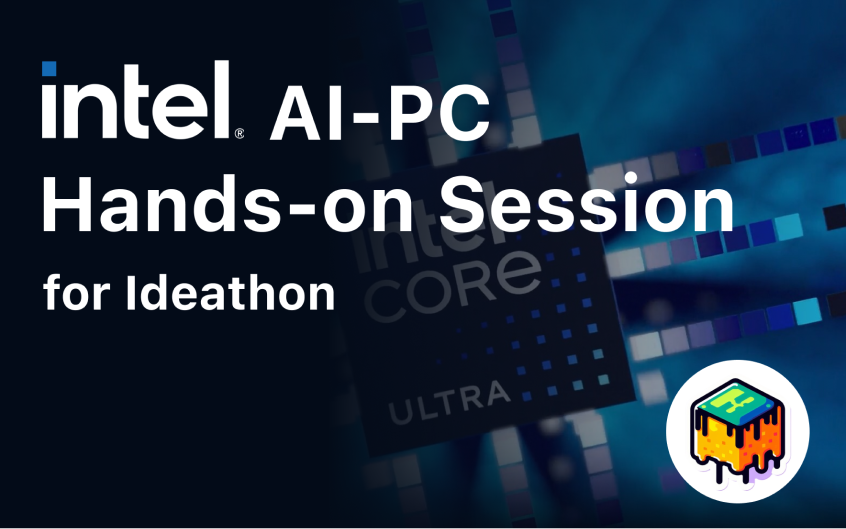 intel® AI-PC
Hands-on Session
for Ideathon
intel
CORE
ULTRA